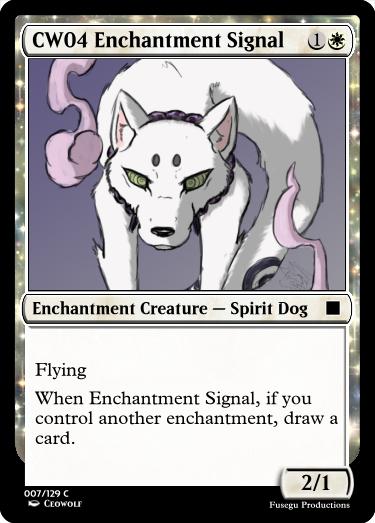 CW04 Enchantment Signal 1
Enchantment Creature — Spirit Dog
Flying
When Enchantment Signal, if you
control another enchantment, draw a
card.
2/1
007/129 C
Ceowolf
Fusegu Productions